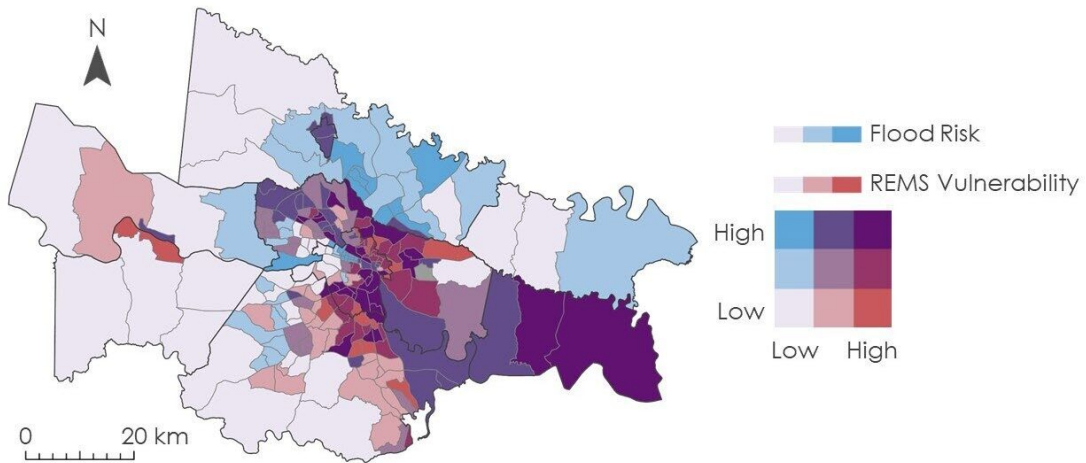 N
Flood Risk
REMS Vulnerability
High
Low
Low High
0 20 km